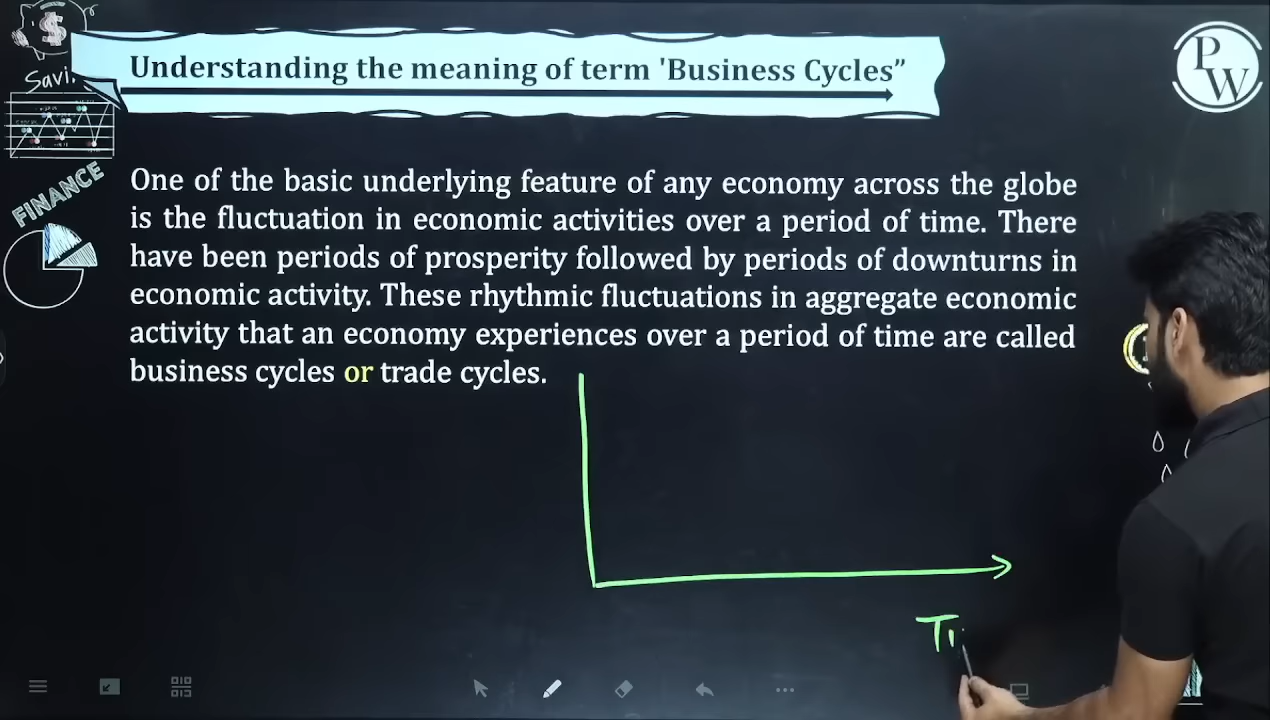 Savi
Understanding the meaning of term 'Business Cycles”
PW
FINANCE
One of the basic underlying feature of any economy across the globe
is the fluctuation in economic activities over a period of time. There
have been periods of prosperity followed by periods of downturns in
economic activity. These rhythmic fluctuations in aggregate economic
activity that an economy experiences over a period of time are called
business cycles or trade cycles.
Ti